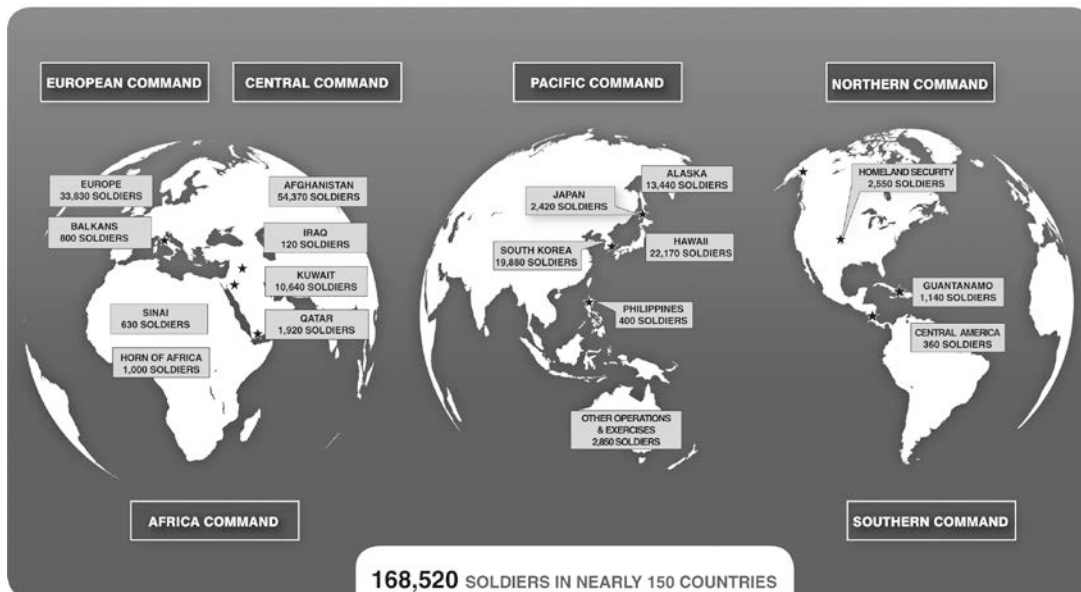 EUROPEAN COMMAND
CENTRAL COMMAND
PACIFIC COMMAND
NORTHERN COMMAND
EUROPE
33,830 SOLDIERS
BALKANS
800 SOLDIERS
AFGHANISTAN
54,370 SOLDIERS
IRAQ
120 SOLDIERS
KUWAIT
10,640 SOLDIERS
QATAR
1,920 SOLDIERS
SINAI
630 SOLDIERS
HORN OF AFRICA
1,000 SOLDIERS
ALASKA
13,440 SOLDIERS
JAPAN
2,420 SOLDIERS
SOUTH KOREA
19,880 SOLDIERS
HAWAII
22,170 SOLDIERS
PHILIPPINES
400 SOLDIERS
OTHER OPERATIONS
& EXERCISES
2,850 SOLDIERS
HOMELAND SECURITY
2,550 SOLDIERS
GUANTANAMO
1,140 SOLDIERS
CENTRAL AMERICA
360 SOLDIERS
AFRICA COMMAND
SOUTHERN COMMAND
168,520 SOLDIERS IN NEARLY 150 COUNTRIES